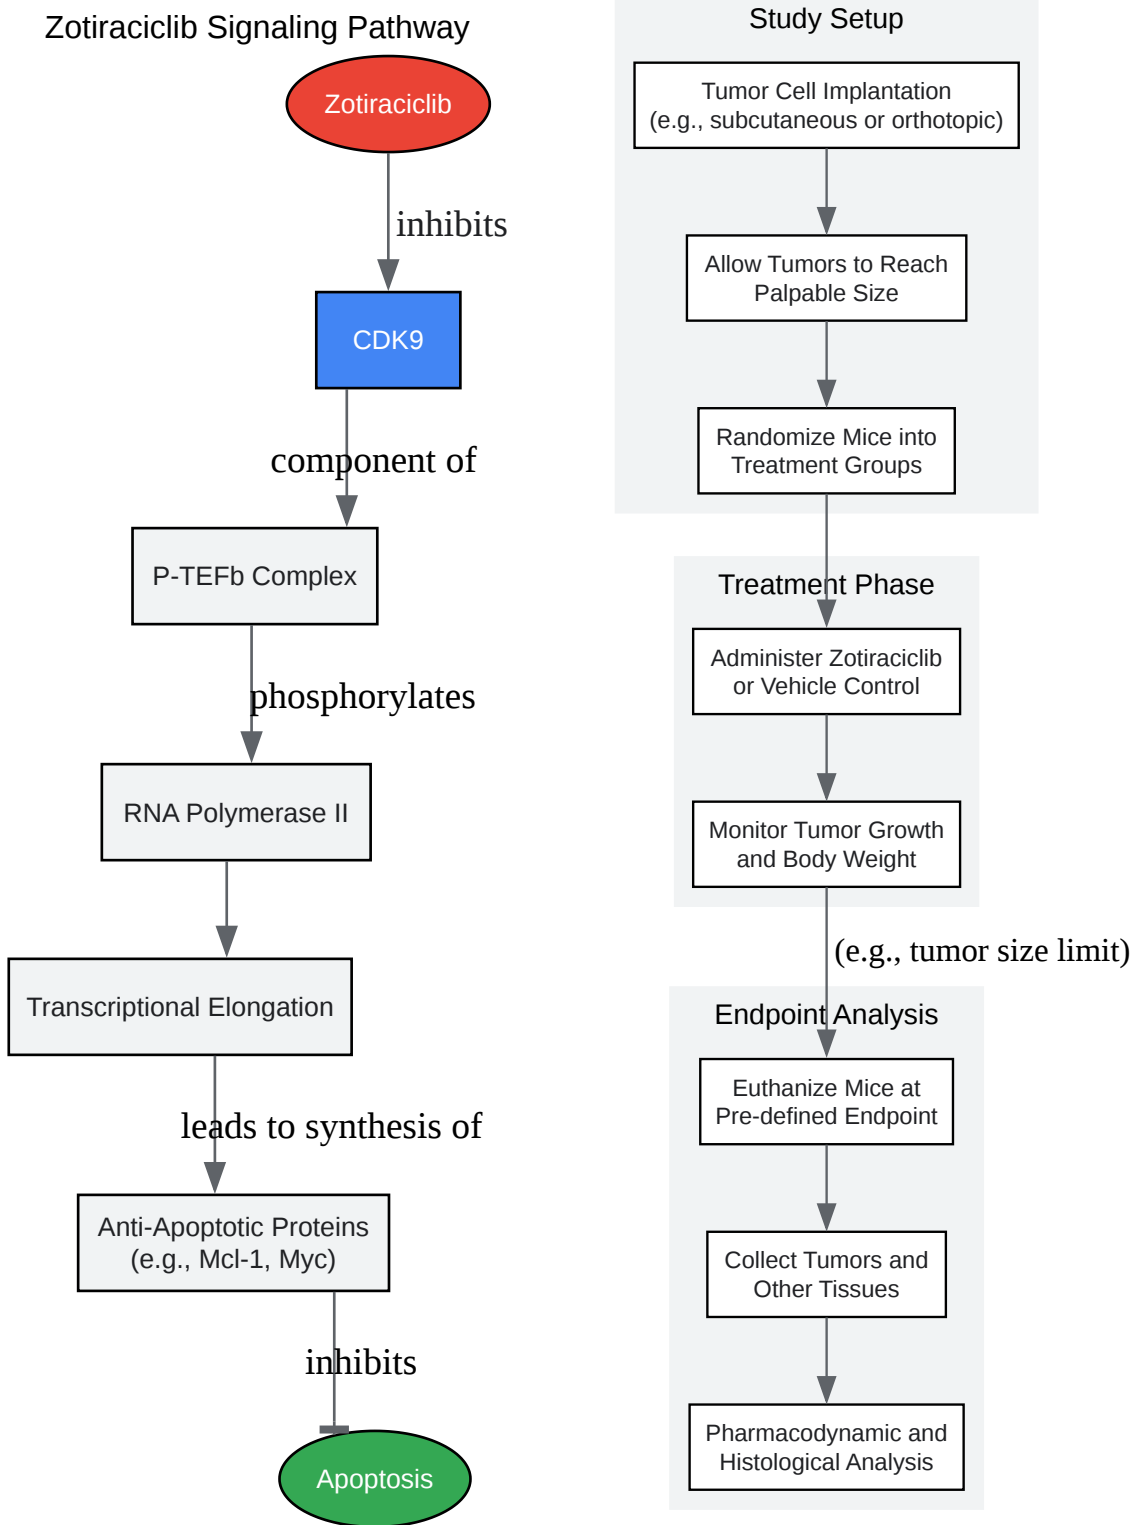 Zotiraciclib Signaling Pathway
Zotiraciclib
inhibits
CDK9
component of
P-TEFb Complex
phosphorylates
RNA Polymerase II
Transcriptional Elongation
leads to synthesis of
Anti-Apoptotic Proteins
(e.g., Mcl-1, Myc)
inhibits
Apoptosis
Study Setup
Tumor Cell Implantation
(e.g., subcutaneous or orthotopic)
Allow Tumors to Reach
Palpable Size
Randomize Mice into
Treatment Groups
Treatment Phase
Administer Zotiraciclib
or Vehicle Control
Monitor Tumor Growth
and Body Weight
(e.g., tumor size limit)
Endpoint Analysis
Euthanize Mice at
Pre-defined Endpoint
Collect Tumors and
Other Tissues
Pharmacodynamic and
Histological Analysis